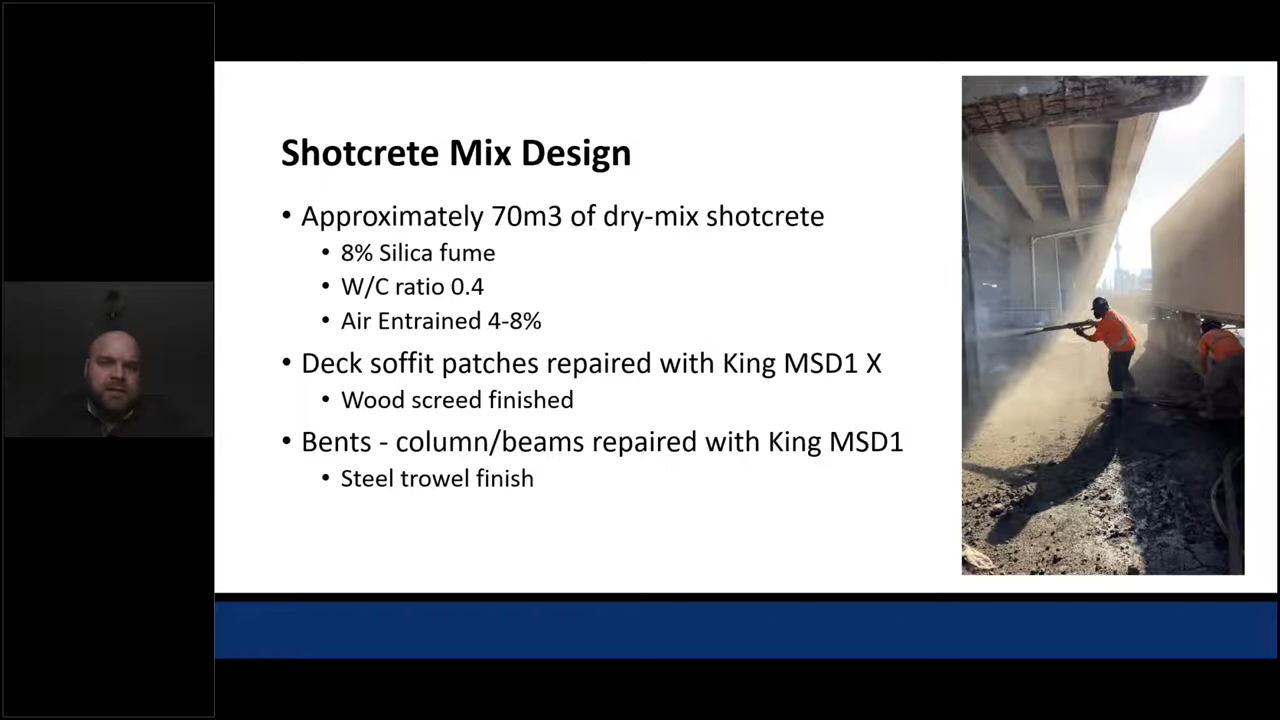 Shotcrete Mix Design
• Approximately 70m3 of dry-mix shotcrete
• 8% Silica fume
• W/C ratio 0.4
• Air Entrained 4-8%
• Deck soffit patches repaired with King MSD1 X
• Wood screed finished
• Bents - column/beams repaired with King MSD1
• Steel trowel finish